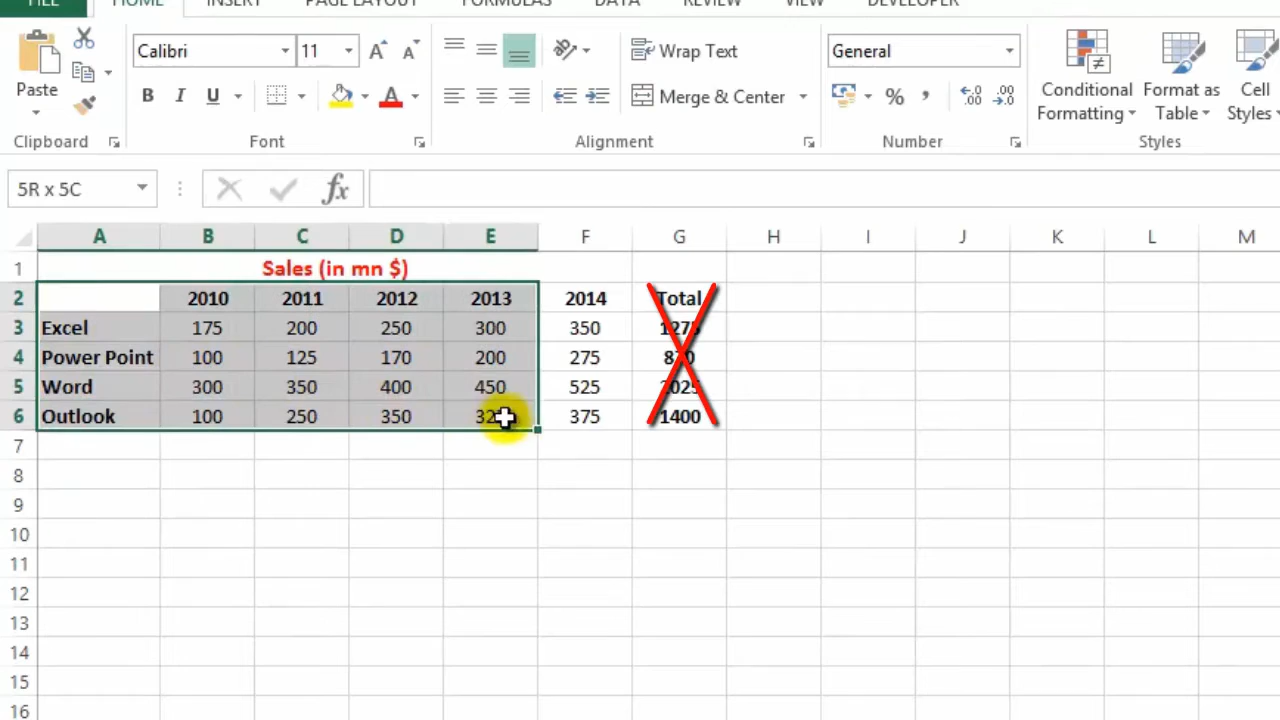 FILE HOME INSERT PAGE LAYOUT FORMULAS DATA REVIEW VIEW DEVELOPER
Calibri 11 Wrap Text General
Paste B I U Merge & Center % Conditional Formatting Format as Table Cell Styles
Clipboard Font Alignment Number Styles
5R x 5C fx
A B C D E F G H I J K L M
1 Sales (in mn $)
2 2010 2011 2012 2013 2014 Total
3 Excel 175 200 250 300 350 1275
4 Power Point 100 125 170 200 275 870
5 Word 300 350 400 450 525 2025
6 Outlook 100 250 350 375 1400
7
8
9
10
11
12
13
14
15
16